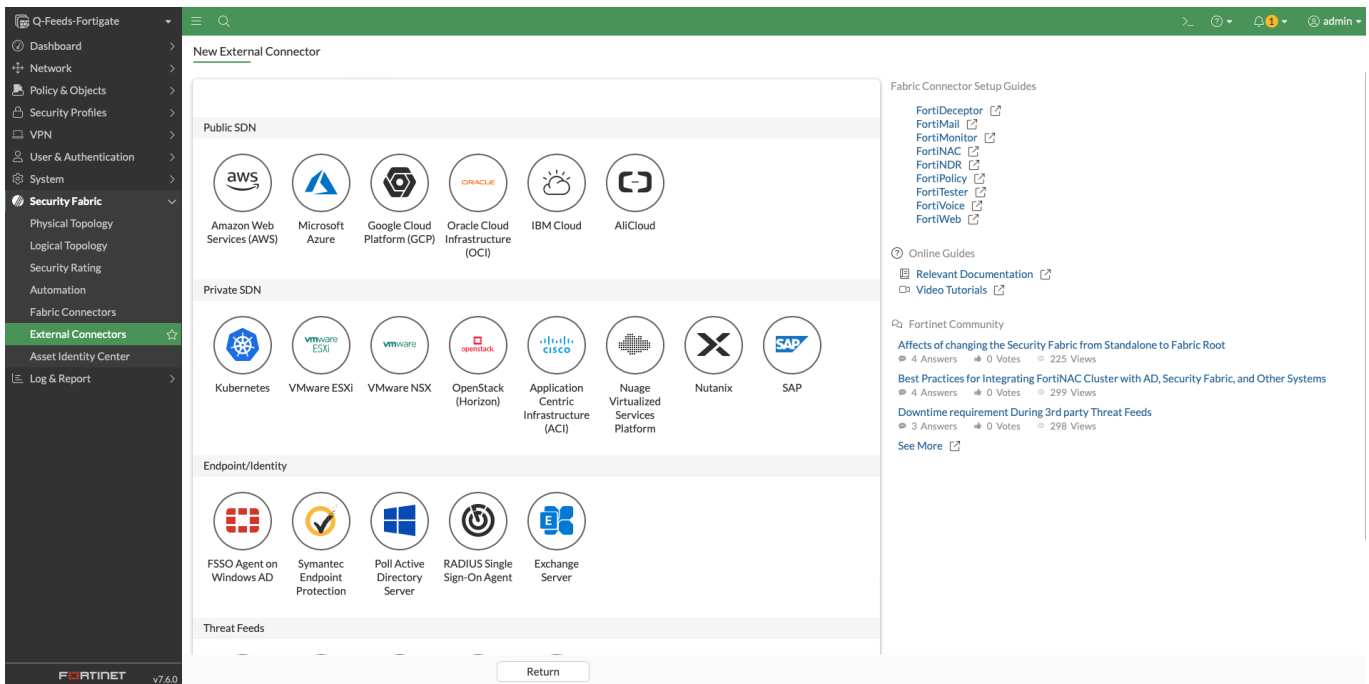 Q-Feeds-Fortigate
>_
1
admin
Dashboard
Network
Policy & Objects
Security Profiles
VPN
User & Authentication
System
Security Fabric
Physical Topology
Logical Topology
Security Rating
Automation
Fabric Connectors
External Connectors
Asset Identity Center
Log & Report
FORTINET
v7.6.0
New External Connector
Public SDN
aws
ORACLE
Amazon Web
Services (AWS)
Microsoft
Azure
Google Cloud
Platform (GCP)
Oracle Cloud
Infrastructure
(OCI)
IBM Cloud
AliCloud
Private SDN
vmware
ESXi
vmware
openstack.
CISCO
SAP
Kubernetes
VMware ESXi
VMware NSX
OpenStack
(Horizon)
Application
Centric
Infrastructure
(ACI)
Nuage
Virtualized
Services
Platform
Nutanix
SAP
Endpoint/Identity
E
FSSO Agent on
Windows AD
Symantec
Endpoint
Protection
Poll Active
Directory
Server
RADIUS Single
Sign-On Agent
Exchange
Server
Threat Feeds
Return
Fabric Connector Setup Guides
FortiDeceptor
FortiMail
FortiMonitor
FortiNAC
FortiNDR
FortiPolicy
FortiTester
FortiVoice
FortiWeb
Online Guides
Relevant Documentation
Video Tutorials
Fortinet Community
Affects of changing the Security Fabric from Standalone to Fabric Root
4 Answers 0 Votes 225 Views
Best Practices for Integrating FortiNAC Cluster with AD, Security Fabric, and Other Systems
4 Answers 0 Votes 299 Views
Downtime requirement During 3rd party Threat Feeds
3 Answers 0 Votes 298 Views
See More